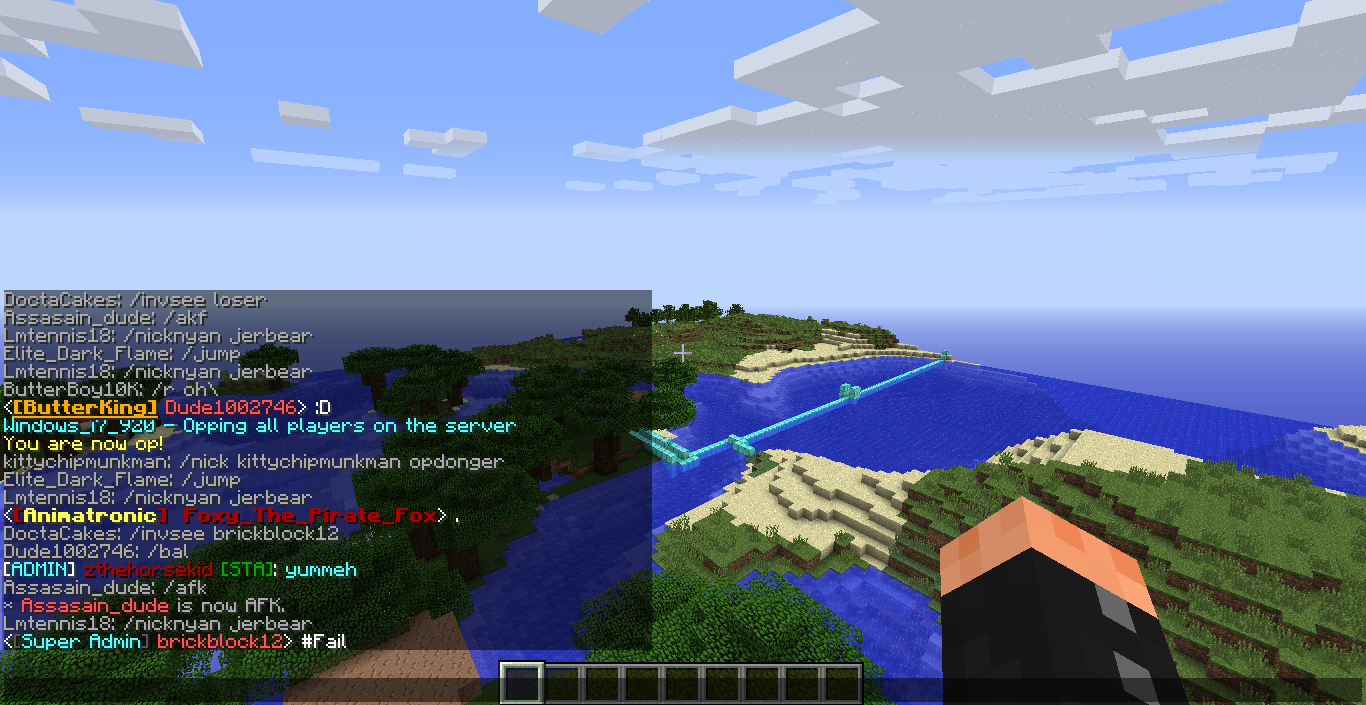 DoctaCakes: /invsee loser
Assasain_dude: /akf
Lmtennis18: /nicknyan jerbear
Elite_Dark_Flame: /jump
Lmtennis18: /nicknyan jerbear
ButterBoy10K: /r oh\
<[ButterKing] Dude1002746> :D
Windows_i7_920 - Opping all players on the server
You are now op!
kittychipmunkman: /nick kittychipmunkman opdonger
Elite_Dark_Flame: /jump
Lmtennis18: /nicknyan jerbear
<[Animatronic] Foxy_The_Pirate_Fox> .
DoctaCakes: /invsee brickblock12
Dude1002746: /bal
[ADMIN] zthehorsekid [STA]: yummeh
Assasain_dude: /afk
* Assasain_dude is now AFK.
Lmtennis18: /nicknyan jerbear
<[Super Admin] brickblock12> #Fail